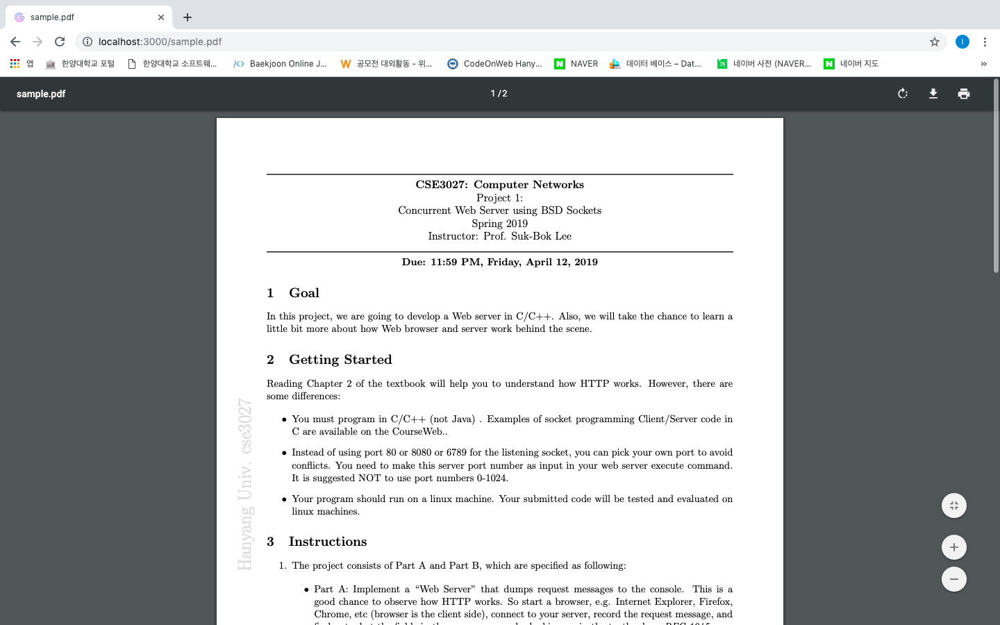 sample.pdf
localhost:3000/sample.pdf
앱 한양대학교 포털 한양대학교 소프트웨... Baekjoon Online J... 공모전 대외활동 - 위... CodeOnWeb Hany... NAVER 데이터 베이스 – Dat... 네이버 사전 (NAVER... 네이버 지도 »
sample.pdf 1 / 2
CSE3027: Computer Networks
Project 1:
Concurrent Web Server using BSD Sockets
Spring 2019
Instructor: Prof. Suk-Bok Lee
Due: 11:59 PM, Friday, April 12, 2019
1 Goal
In this project, we are going to develop a Web server in C/C++. Also, we will take the chance to learn a
little bit more about how Web browser and server work behind the scene.
2 Getting Started
Reading Chapter 2 of the textbook will help you to understand how HTTP works. However, there are
some differences:
• You must program in C/C++ (not Java) . Examples of socket programming Client/Server code in
C are available on the CourseWeb..
• Instead of using port 80 or 8080 or 6789 for the listening socket, you can pick your own port to avoid
conflicts. You need to make this server port number as input in your web server execute command.
It is suggested NOT to use port numbers 0-1024.
• Your program should run on a linux machine. Your submitted code will be tested and evaluated on
linux machines.
Hanyang Univ. cse3027
3 Instructions
1. The project consists of Part A and Part B, which are specified as following:
• Part A: Implement a “Web Server” that dumps request messages to the console. This is a
good chance to observe how HTTP works. So start a browser, e.g. Internet Explorer, Firefox,
Chrome, etc (browser is the client side), connect to your server, record the request message, and